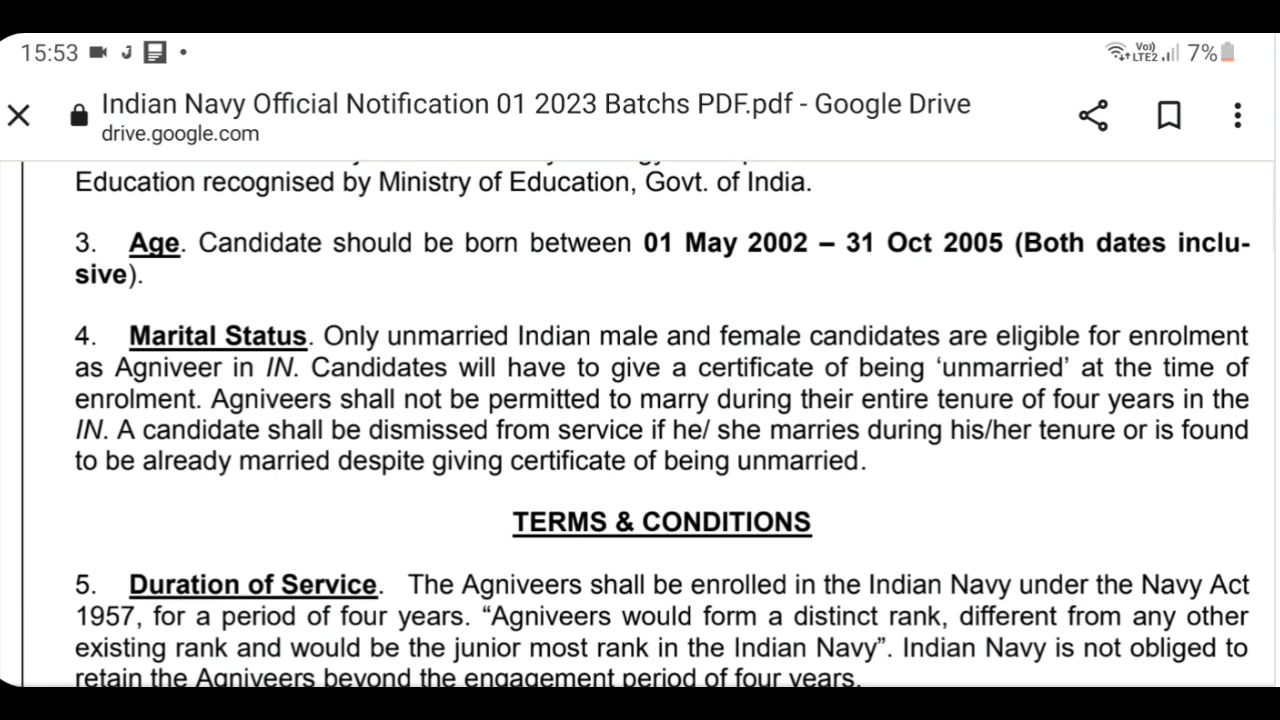 15:53
Vo)) LTE2 7%
Indian Navy Official Notification 01 2023 Batchs PDF.pdf - Google Drive
drive.google.com
Education recognised by Ministry of Education, Govt. of India.
3. Age. Candidate should be born between 01 May 2002 – 31 Oct 2005 (Both dates inclu-
sive).
4. Marital Status. Only unmarried Indian male and female candidates are eligible for enrolment
as Agniveer in IN. Candidates will have to give a certificate of being ‘unmarried’ at the time of
enrolment. Agniveers shall not be permitted to marry during their entire tenure of four years in the
IN. A candidate shall be dismissed from service if he/ she marries during his/her tenure or is found
to be already married despite giving certificate of being unmarried.
TERMS & CONDITIONS
5. Duration of Service. The Agniveers shall be enrolled in the Indian Navy under the Navy Act
1957, for a period of four years. “Agniveers would form a distinct rank, different from any other
existing rank and would be the junior most rank in the Indian Navy”. Indian Navy is not obliged to
retain the Agniveers beyond the engagement period of four years.